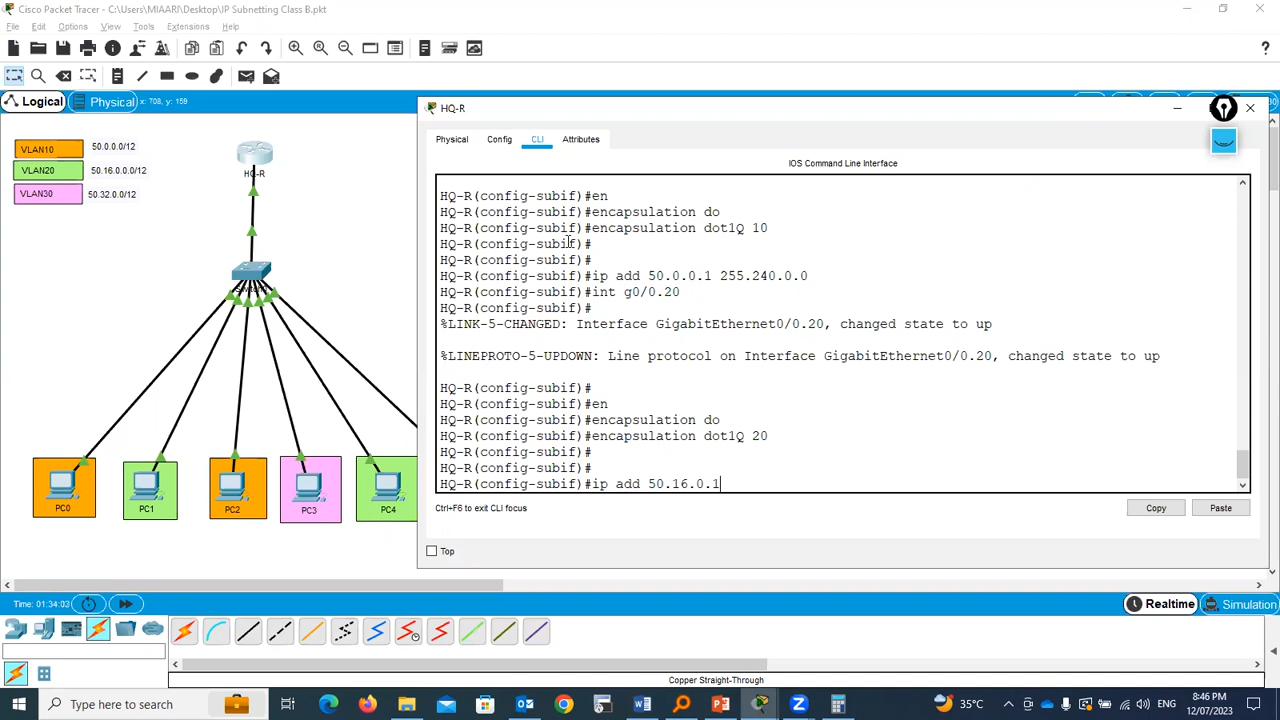 Cisco Packet Tracer - C:\Users\MIAARI\Desktop\IP Subnetting Class B.pkt
File Edit Options View Tools Extensions Help
Logical Physical x: 708, y: 159
HQ-R
Physical Config CLI Attributes
IOS Command Line Interface
VLAN10 50.0.0.0/12
VLAN20 50.16.0.0.0/12
VLAN30 50.32.0.0/12
HQ-R
HQ-R(config-subif)#en
HQ-R(config-subif)#encapsulation do
HQ-R(config-subif)#encapsulation dot1Q 10
HQ-R(config-subif)#
HQ-R(config-subif)#
HQ-R(config-subif)#ip add 50.0.0.1 255.240.0.0
HQ-R(config-subif)#int g0/0.20
HQ-R(config-subif)#
%LINK-5-CHANGED: Interface GigabitEthernet0/0.20, changed state to up
%LINEPROTO-5-UPDOWN: Line protocol on Interface GigabitEthernet0/0.20, changed state to up
HQ-R(config-subif)#
HQ-R(config-subif)#en
HQ-R(config-subif)#encapsulation do
HQ-R(config-subif)#encapsulation dot1Q 20
HQ-R(config-subif)#
HQ-R(config-subif)#
HQ-R(config-subif)#ip add 50.16.0.1
PC0 PC1 PC2 PC3 PC4
Ctrl+F6 to exit CLI focus
Copy Paste
Top
Time: 01:34:03
Realtime Simulation
Copper Straight-Through
Type here to search
35°C
ENG
8:46 PM
12/07/2023